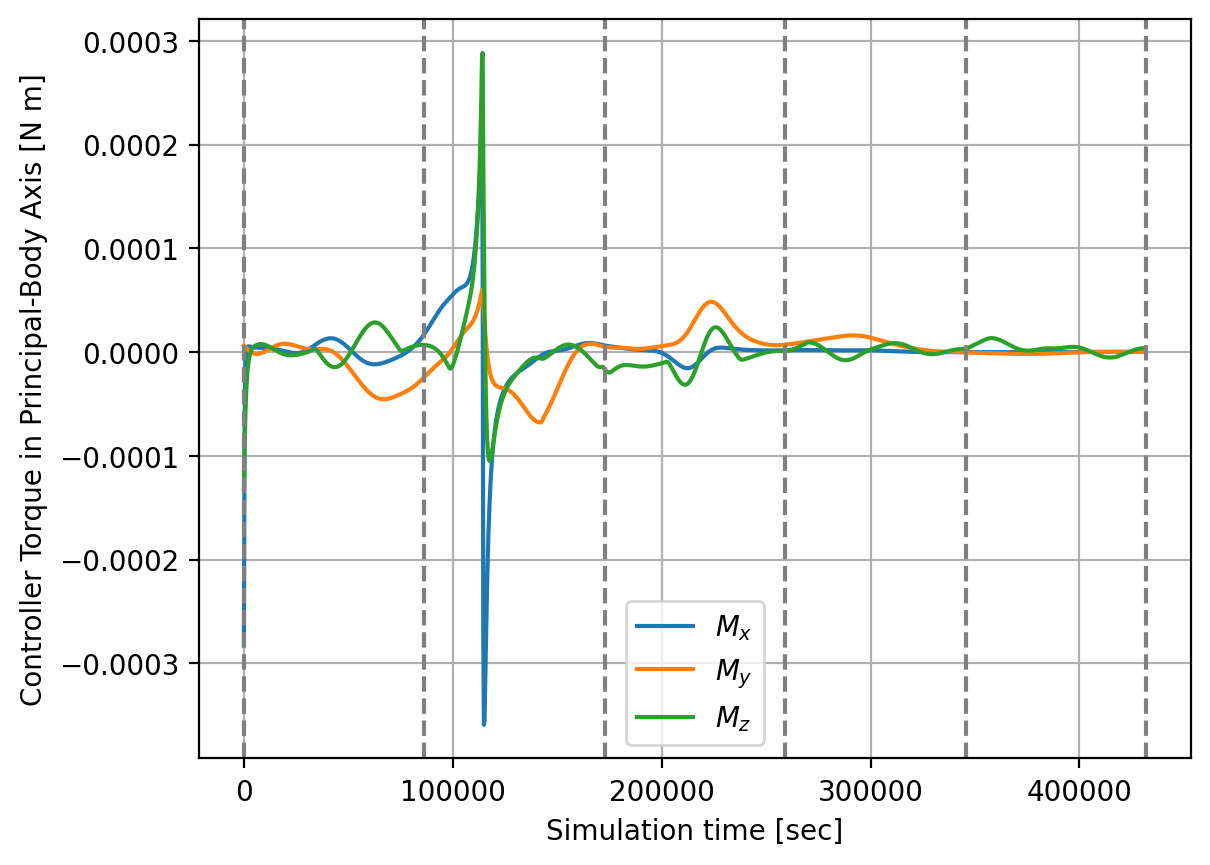 Controller Torque in Principal-Body Axis [N m]
0.0003
0.0002
0.0001
0.0000
−0.0001
−0.0002
−0.0003
M_x
M_y
M_z
0 100000 200000 300000 400000
Simulation time [sec]